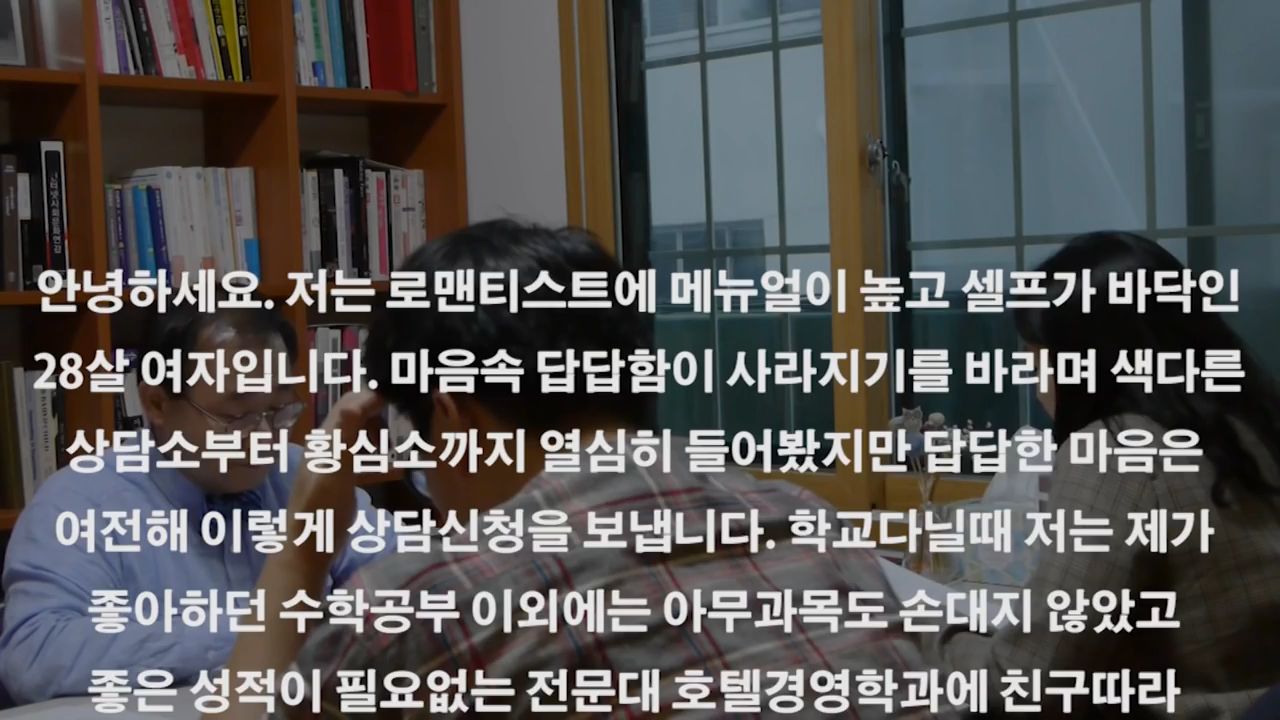 안녕하세요. 저는 로맨티스트에 메뉴얼이 높고 셀프가 바닥인
28살 여자입니다. 마음속 답답함이 사라지기를 바라며 색다른
상담소부터 황심소까지 열심히 들어봤지만 답답한 마음은
여전해 이렇게 상담신청을 보냅니다. 학교다닐때 저는 제가
좋아하던 수학공부 이외에는 아무과목도 손대지 않았고
좋은 성적이 필요없는 전문대 호텔경영학과에 친구따라